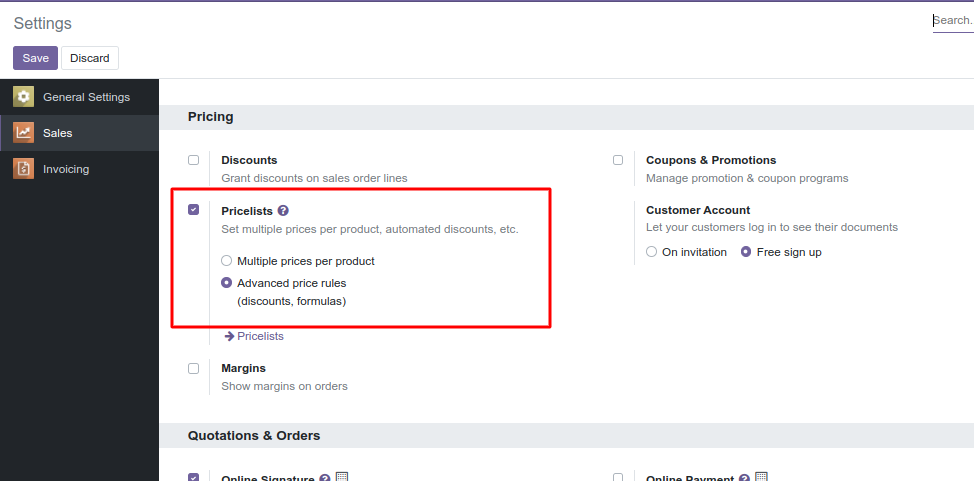 Settings
Search.
Save Discard
General Settings
Sales
Invoicing
Pricing
Discounts
Grant discounts on sales order lines
Pricelists
Set multiple prices per product, automated discounts, etc.
Multiple prices per product
Advanced price rules
(discounts, formulas)
Pricelists
Margins
Show margins on orders
Coupons & Promotions
Manage promotion & coupon programs
Customer Account
Let your customers log in to see their documents
On invitation Free sign up
Quotations & Orders
Online Signature
Online Payment